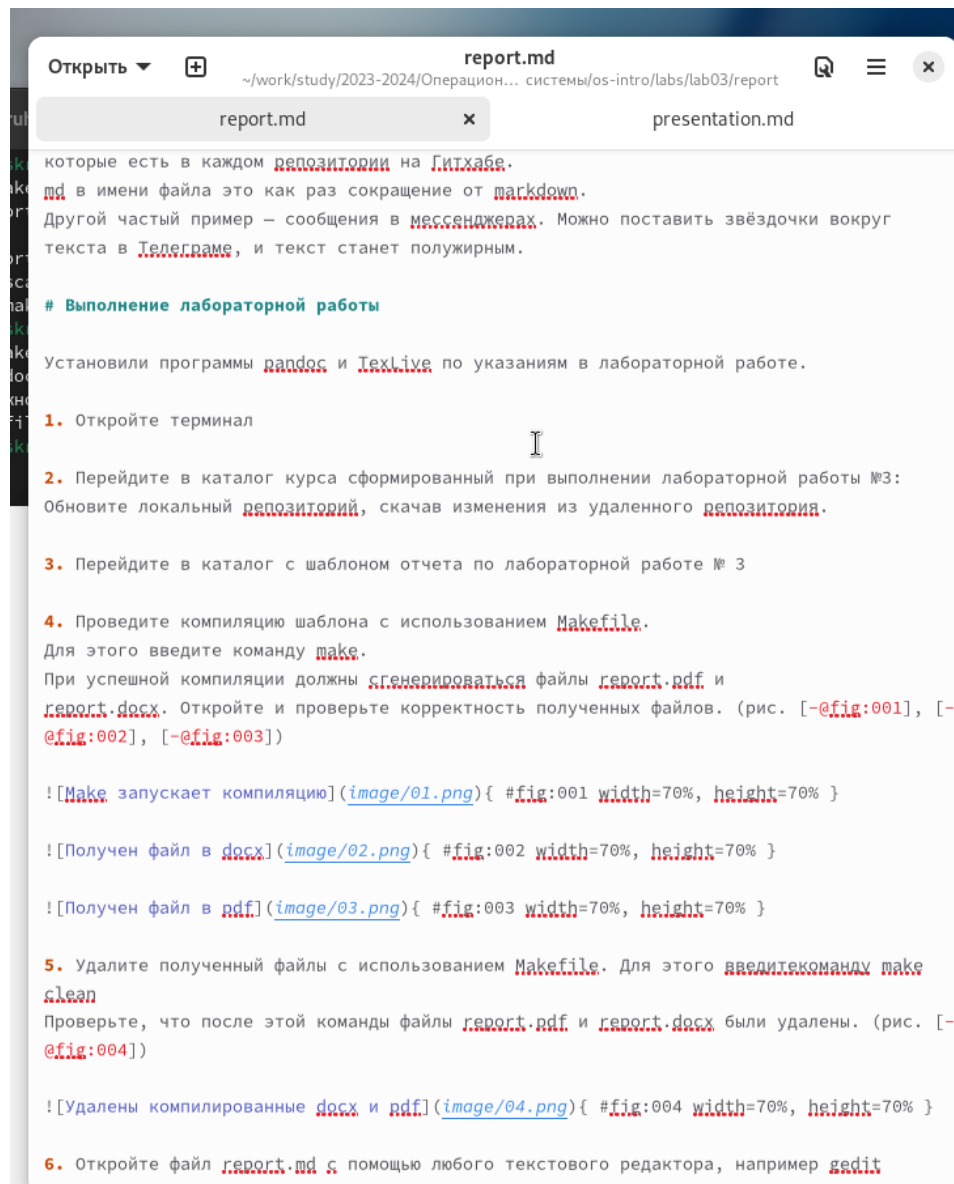 Открыть
report.md
~/work/study/2023-2024/Операцион... системы/os-intro/labs/lab03/report
report.md
presentation.md
которые есть в каждом репозитории на Гитхабе.
md в имени файла это как раз сокращение от markdown.
Другой частый пример — сообщения в мессенджерах. Можно поставить звёздочки вокруг
текста в Телеграме, и текст станет полужирным.
# Выполнение лабораторной работы
Установили программы pandoc и TexLive по указаниям в лабораторной работе.
1. Откройте терминал
2. Перейдите в каталог курса сформированный при выполнении лабораторной работы №3:
Обновите локальный репозиторий, скачав изменения из удаленного репозитория.
3. Перейдите в каталог с шаблоном отчета по лабораторной работе № 3
4. Проведите компиляцию шаблона с использованием Makefile.
Для этого введите команду make.
При успешной компиляции должны сгенерироваться файлы report.pdf и
report.docx. Откройте и проверьте корректность полученных файлов. (рис. [-@fig:001], [-
@fig:002], [-@fig:003])
![Make запускает компиляцию](image/01.png){ #fig:001 width=70%, height=70% }
![Получен файл в docx](image/02.png){ #fig:002 width=70%, height=70% }
![Получен файл в pdf](image/03.png){ #fig:003 width=70%, height=70% }
5. Удалите полученный файлы с использованием Makefile. Для этого введитекоманду make
clean
Проверьте, что после этой команды файлы report.pdf и report.docx были удалены. (рис. [-
@fig:004])
![Удалены компилированные docx и pdf](image/04.png){ #fig:004 width=70%, height=70% }
6. Откройте файл report.md с помощью любого текстового редактора, например gedit